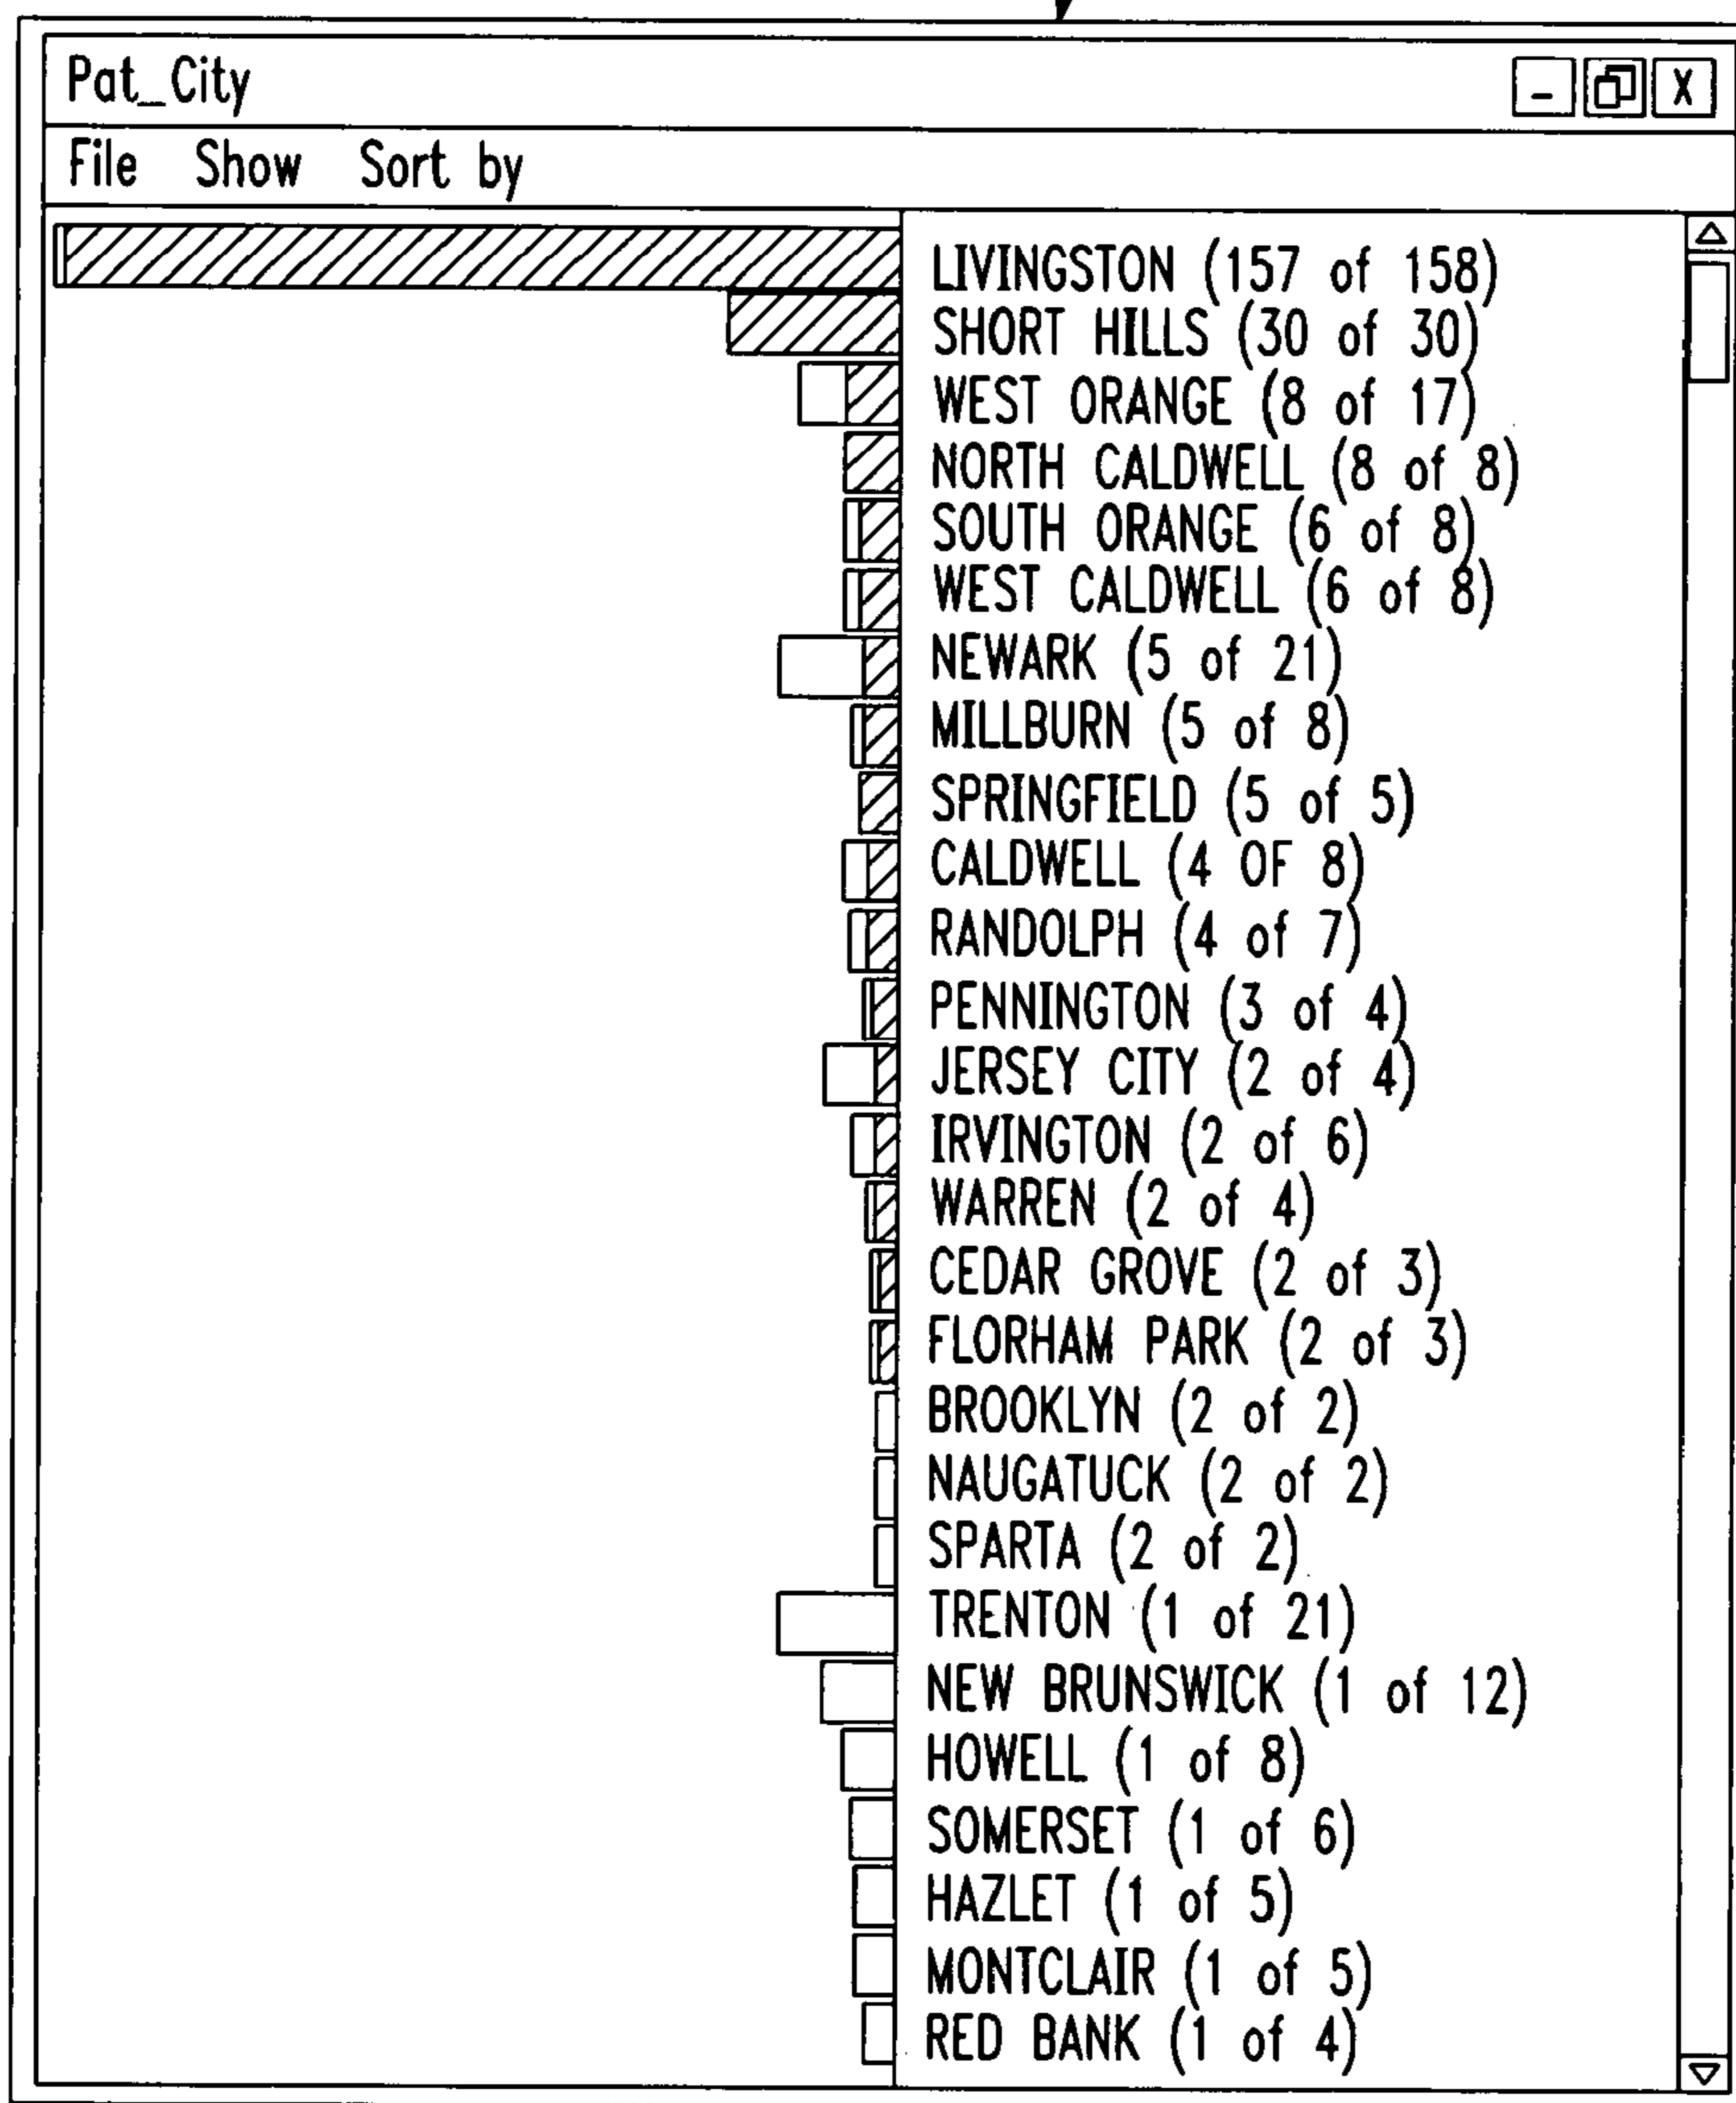 Pat_City
File Show Sort by
LIVINGSTON (157 of 158)
SHORT HILLS (30 of 30)
WEST ORANGE (8 of 17)
NORTH CALDWELL (8 of 8)
SOUTH ORANGE (6 of 8)
WEST CALDWELL (6 of 8)
NEWARK (5 of 21)
MILLBURN (5 of 8)
SPRINGFIELD (5 of 5)
CALDWELL (4 OF 8)
RANDOLPH (4 of 7)
PENNINGTON (3 of 4)
JERSEY CITY (2 of 4)
IRVINGTON (2 of 6)
WARREN (2 of 4)
CEDAR GROVE (2 of 3)
FLORHAM PARK (2 of 3)
BROOKLYN (2 of 2)
NAUGATUCK (2 of 2)
SPARTA (2 of 2)
TRENTON (1 of 21)
NEW BRUNSWICK (1 of 12)
HOWELL (1 of 8)
SOMERSET (1 of 6)
HAZLET (1 of 5)
MONTCLAIR (1 of 5)
RED BANK (1 of 4)